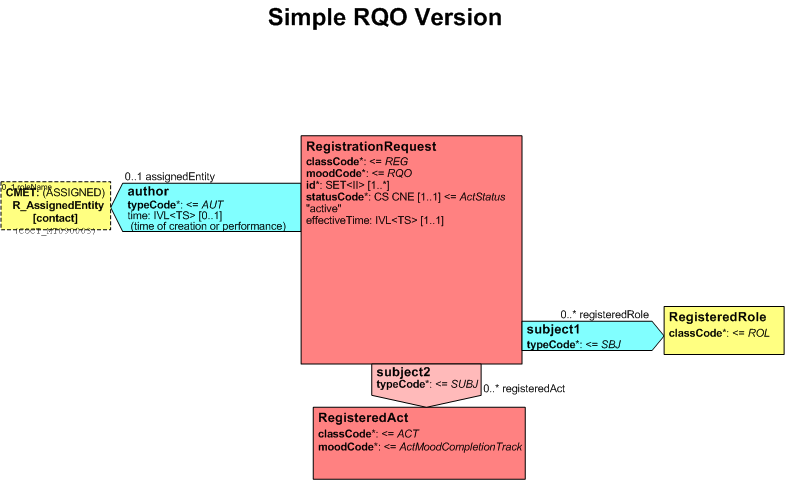 Simple RQO Version
RegistrationRequest
classCode*: <= REG
moodCode*: <= RQO
id*: SET<II> [1..*]
statusCode*: CS CNE [1..1] <= ActStatus
"active"
effectiveTime: IVL<TS> [1..1]
0..1 assignedEntity
author
typeCode*: <= AUT
time: IVL<TS> [0..1]
(time of creation or performance)
0..1 roleName
CMET: (ASSIGNED)
R_AssignedEntity
[contact]
0..* registeredRole
subject1
typeCode*: <= SBJ
RegisteredRole
classCode*: <= ROL
subject2
typeCode*: <= SUBJ
0..* registeredAct
RegisteredAct
classCode*: <= ACT
moodCode*: <= ActMoodCompletionTrack